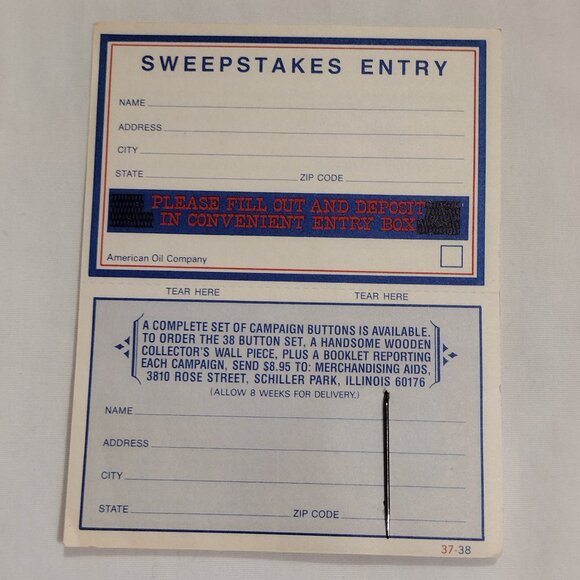 SWEEPSTAKES ENTRY
NAME
ADDRESS
CITY
STATE ZIP CODE
PLEASE FILL OUT AND DEPOSIT
IN CONVENIENT ENTRY BOX
American Oil Company
TEAR HERE TEAR HERE
A COMPLETE SET OF CAMPAIGN BUTTONS IS AVAILABLE.
TO ORDER THE 38 BUTTON SET, A HANDSOME WOODEN
COLLECTOR'S WALL PIECE, PLUS A BOOKLET REPORTING
EACH CAMPAIGN, SEND $8.95 TO: MERCHANDISING AIDS,
3810 ROSE STREET, SCHILLER PARK, ILLINOIS 60176
(ALLOW 8 WEEKS FOR DELIVERY.)
NAME
ADDRESS
CITY
STATE ZIP CODE
37-38